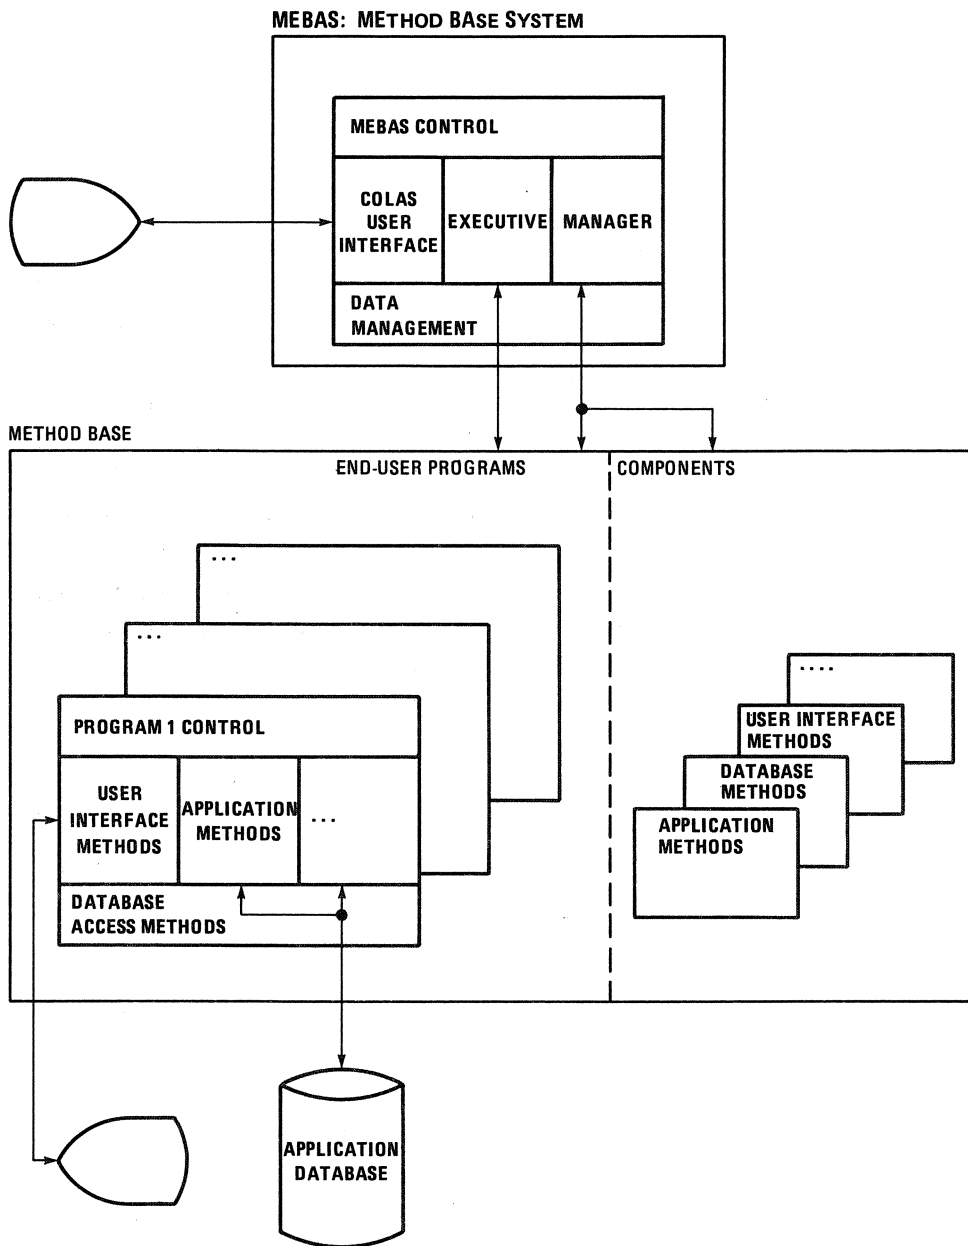 MEBAS: METHOD BASE SYSTEM
MEBAS CONTROL
COLAS
USER
INTERFACE
EXECUTIVE
MANAGER
DATA
MANAGEMENT
METHOD BASE
END-USER PROGRAMS
COMPONENTS
...
...
PROGRAM 1 CONTROL
USER
INTERFACE
METHODS
APPLICATION
METHODS
...
DATABASE
ACCESS METHODS
....
USER INTERFACE
METHODS
DATABASE
METHODS
APPLICATION
METHODS
APPLICATION
DATABASE